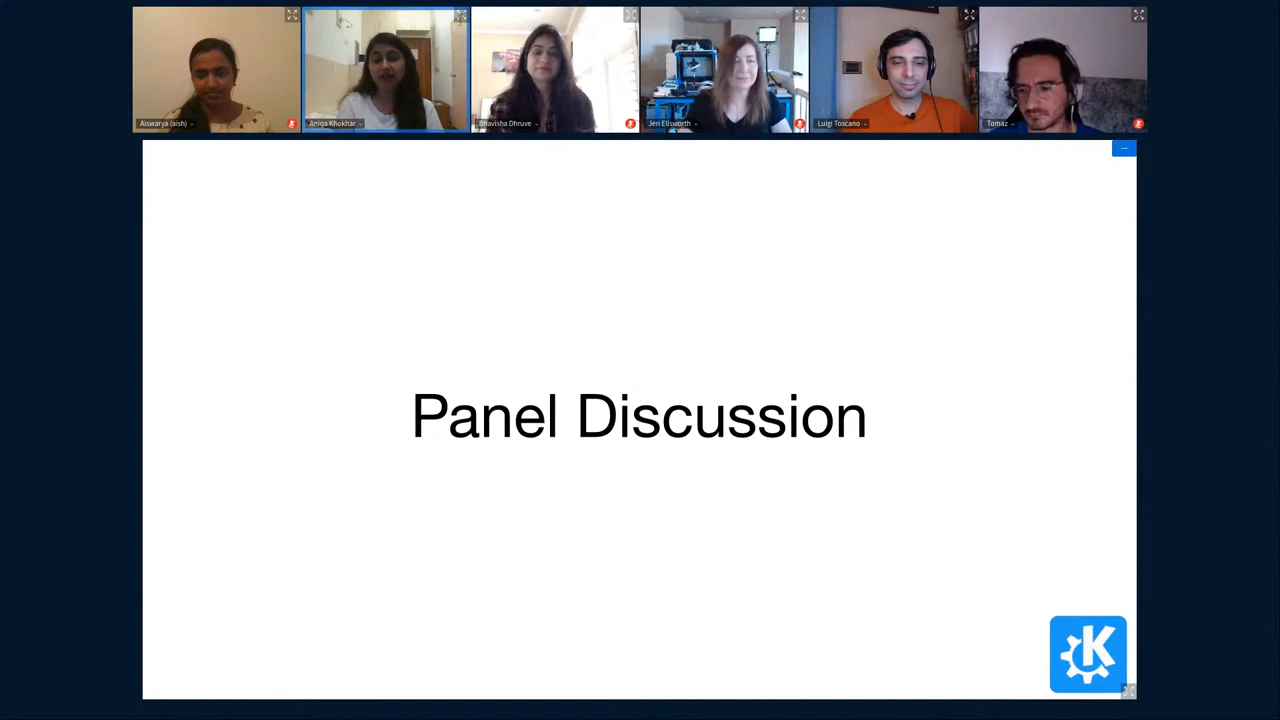 Aiswarya (aish)
Aniqa Khokhar
Bhavisha Dhruve
Jeri Ellsworth
Luigi Toscano
Tomaz
Panel Discussion
K